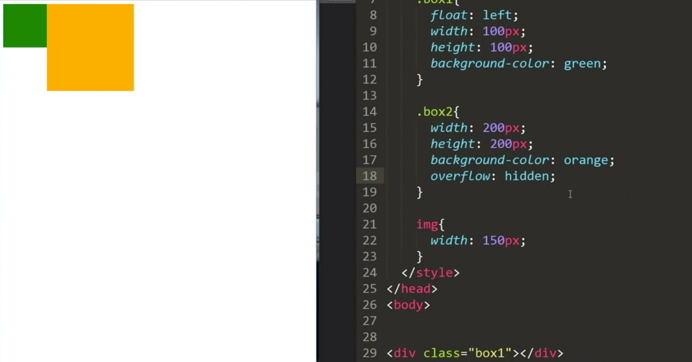 7 .box1{
8 float: left;
9 width: 100px;
10 height: 100px;
11 background-color: green;
12 }
13
14 .box2{
15 width: 200px;
16 height: 200px;
17 background-color: orange;
18 overflow: hidden;
19 }
20
21 img{
22 width: 150px;
23 }
24 </style>
25 </head>
26 <body>
27
28
29 <div class="box1"></div>